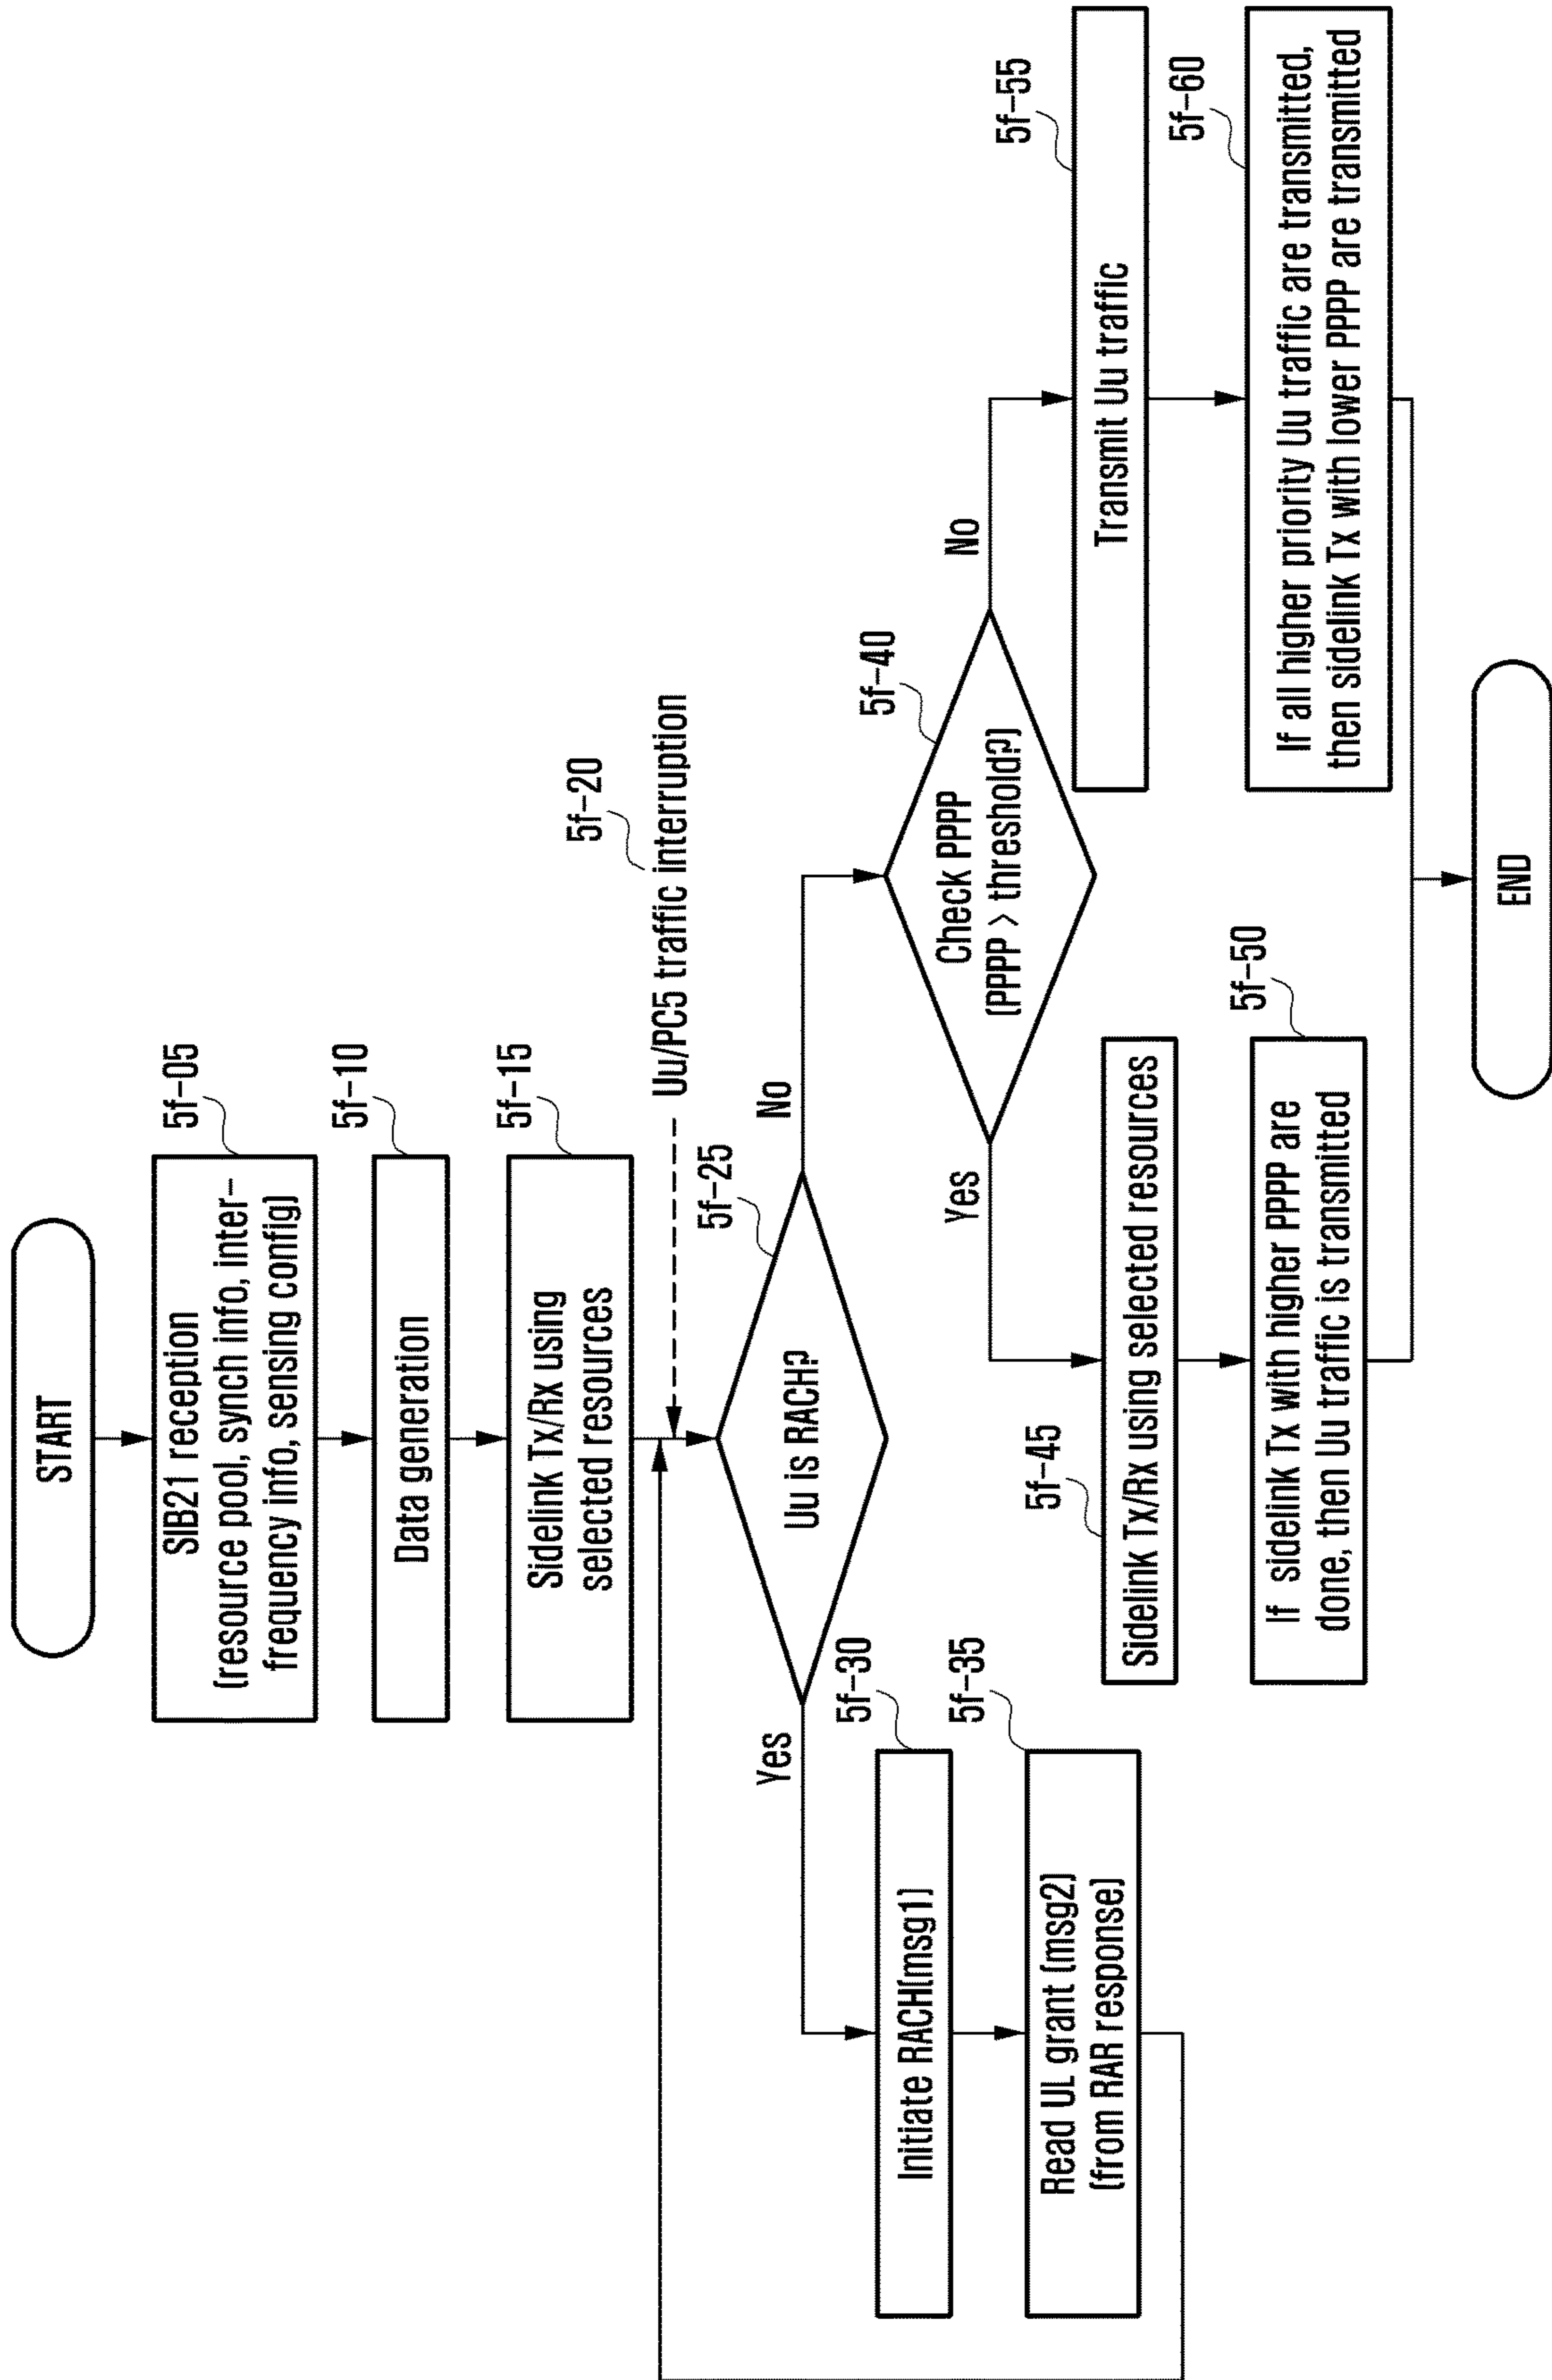 START
5f-05
SIB21 reception
(resource pool, synch info, inter-
frequency info, sensing config)
5f-10
Data generation
5f-15
Sidelink Tx/Rx using
selected resources
5f-20
Uu/PC5 traffic interruption
5f-25
Uu is RACH?
Yes
No
5f-30
Initiate RACH(msg1)
5f-35
Read UL grant (msg2)
(from RAR response)
5f-40
Check PPPP
(PPPP > threshold?)
Yes
No
5f-45
Sidelink Tx/Rx using selected resources
5f-50
If sidelink Tx with higher PPPP are
done, then Uu traffic is transmitted
5f-55
Transmit Uu traffic
5f-60
If all higher priority Uu traffic are transmitted,
then sidelink Tx with lower PPPP are transmitted
END